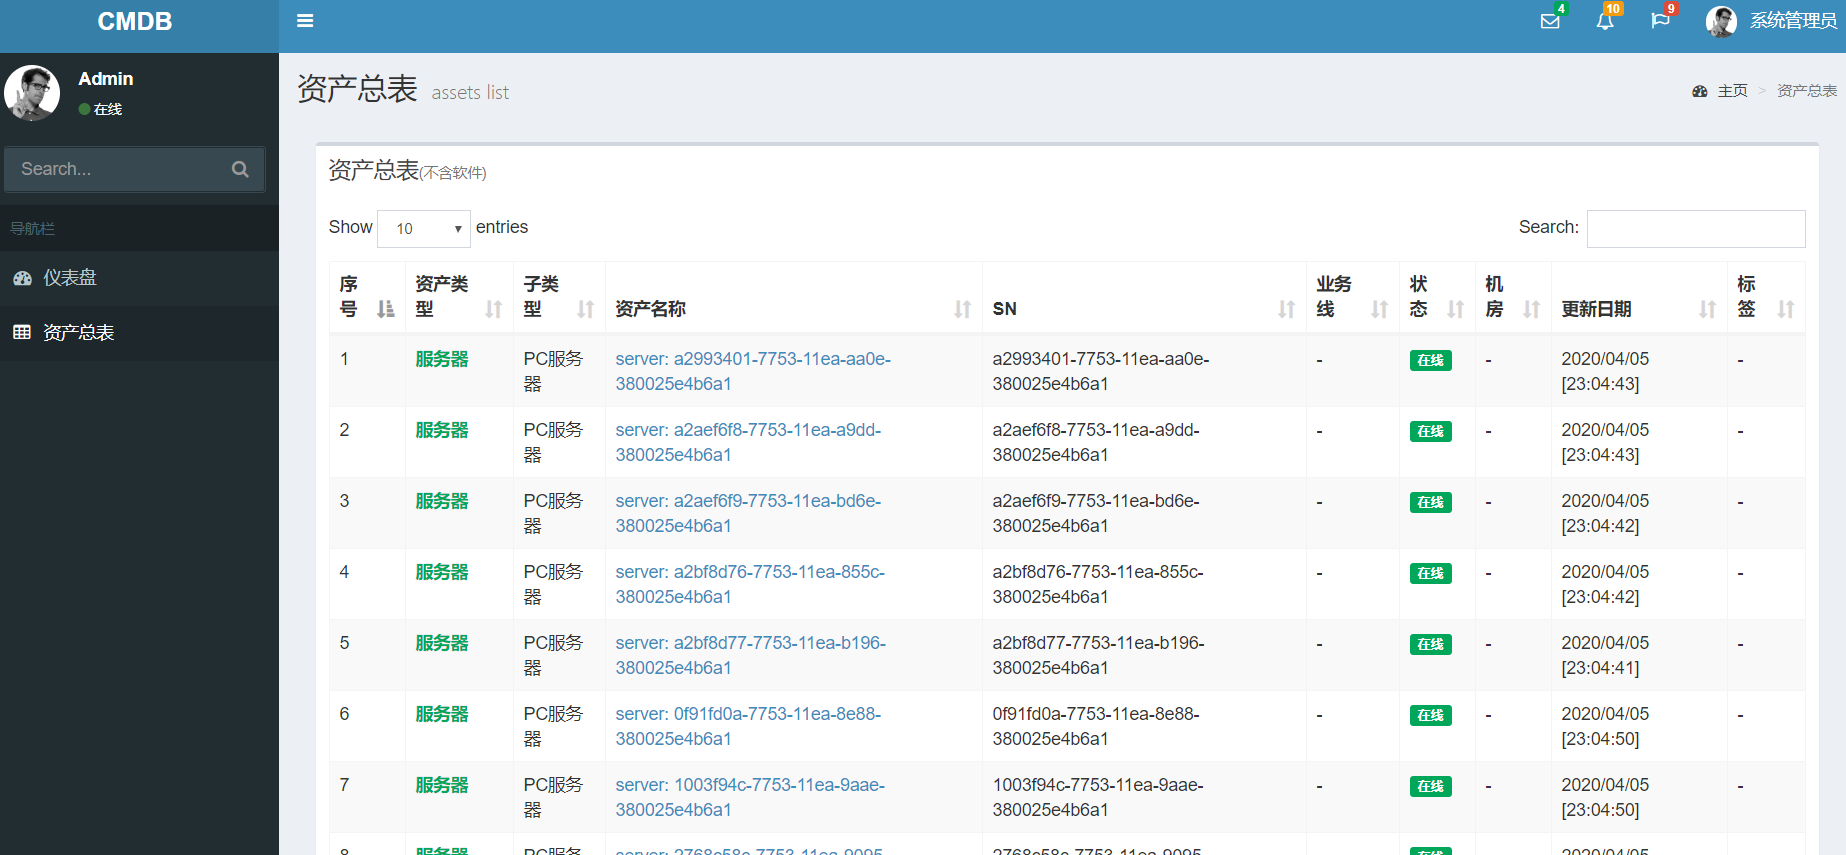 CMDB
4
10
9
系统管理员
Admin
在线
Search...
导航栏
仪表盘
资产总表
资产总表 assets list
主页 > 资产总表
资产总表(不含软件)
Show 10 entries
Search:
序号 资产类型 子类型 资产名称 SN 业务线 状态 机房 更新日期 标签
1 服务器 PC服务器 server: a2993401-7753-11ea-aa0e-380025e4b6a1 a2993401-7753-11ea-aa0e-380025e4b6a1 - 在线 - 2020/04/05 [23:04:43] -
2 服务器 PC服务器 server: a2aef6f8-7753-11ea-a9dd-380025e4b6a1 a2aef6f8-7753-11ea-a9dd-380025e4b6a1 - 在线 - 2020/04/05 [23:04:43] -
3 服务器 PC服务器 server: a2aef6f9-7753-11ea-bd6e-380025e4b6a1 a2aef6f9-7753-11ea-bd6e-380025e4b6a1 - 在线 - 2020/04/05 [23:04:42] -
4 服务器 PC服务器 server: a2bf8d76-7753-11ea-855c-380025e4b6a1 a2bf8d76-7753-11ea-855c-380025e4b6a1 - 在线 - 2020/04/05 [23:04:42] -
5 服务器 PC服务器 server: a2bf8d77-7753-11ea-b196-380025e4b6a1 a2bf8d77-7753-11ea-b196-380025e4b6a1 - 在线 - 2020/04/05 [23:04:41] -
6 服务器 PC服务器 server: 0f91fd0a-7753-11ea-8e88-380025e4b6a1 0f91fd0a-7753-11ea-8e88-380025e4b6a1 - 在线 - 2020/04/05 [23:04:50] -
7 服务器 PC服务器 server: 1003f94c-7753-11ea-9aae-380025e4b6a1 1003f94c-7753-11ea-9aae-380025e4b6a1 - 在线 - 2020/04/05 [23:04:50] -
8 服务器 PC服务 server: 在线 2020/04/05